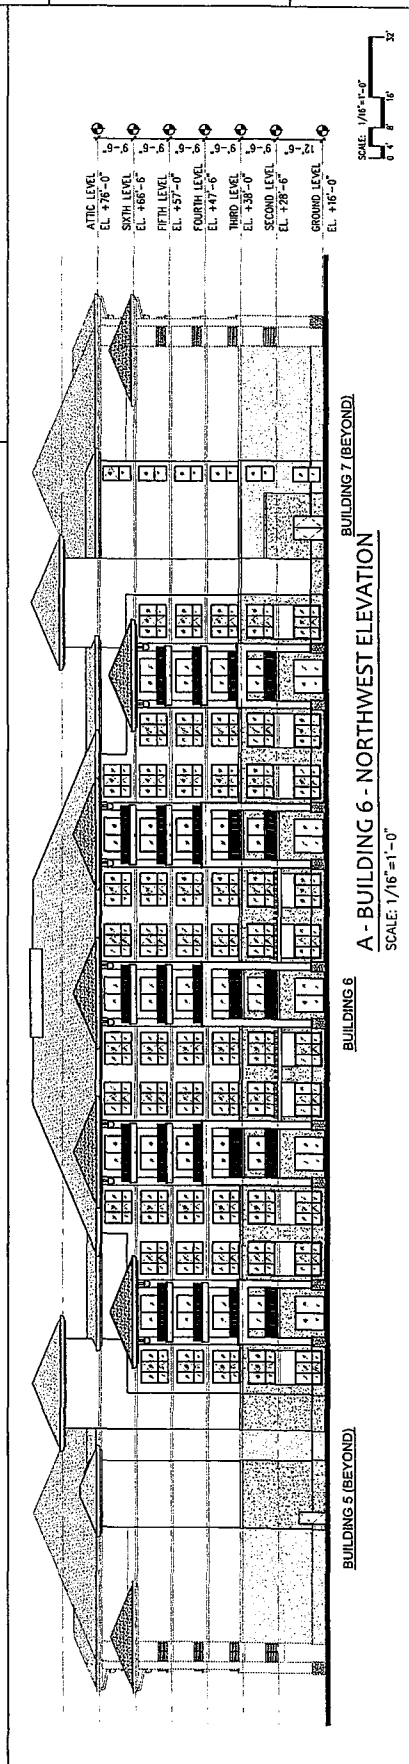 ATTIC LEVEL
EL. +76'-0"
9'-6"
SIXTH LEVEL
EL. +66'-6"
9'-6"
FIFTH LEVEL
EL. +57'-0"
9'-6"
FOURTH LEVEL
EL. +47'-6"
9'-6"
THIRD LEVEL
EL. +38'-0"
9'-6"
SECOND LEVEL
EL. +28'-6"
12'-6"
GROUND LEVEL
EL. +16'-0"
SCALE: 1/16"=1'-0"
0 4' 8' 16' 32'
BUILDING 5 (BEYOND)
BUILDING 6
BUILDING 7 (BEYOND)
A - BUILDING 6 - NORTHWEST ELEVATION
SCALE: 1/16"=1'-0"